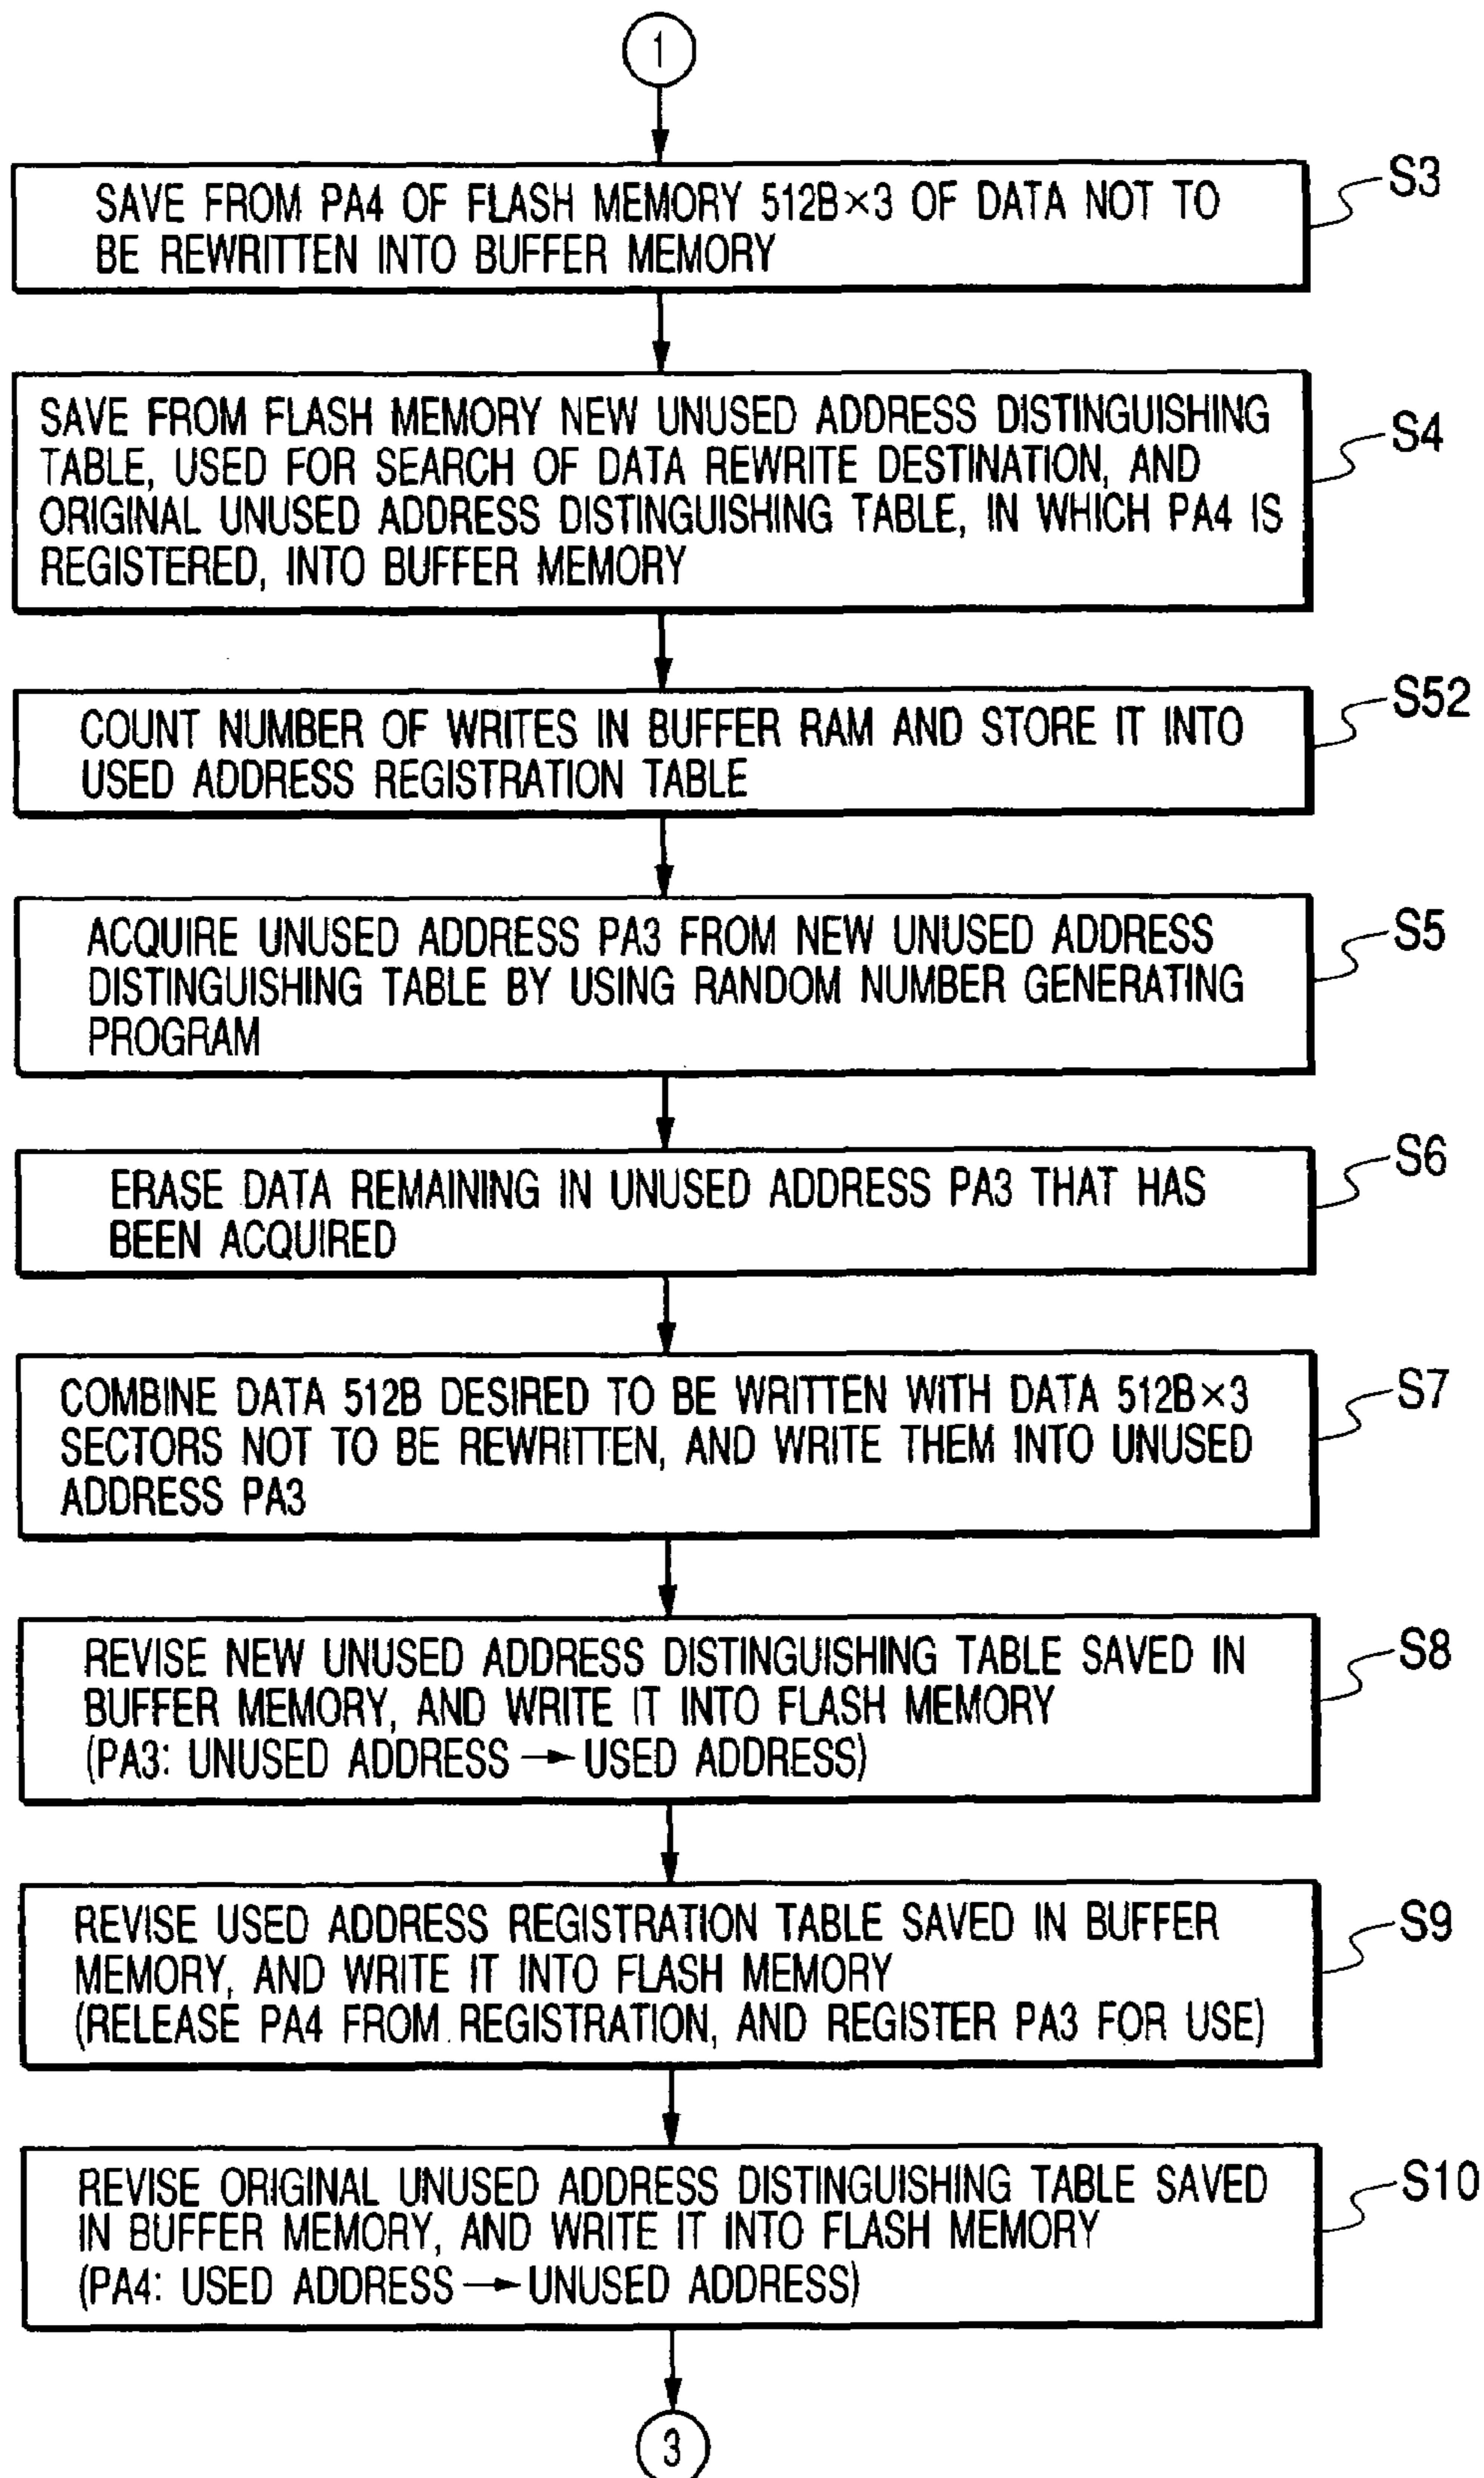 1
SAVE FROM PA4 OF FLASH MEMORY 512B×3 OF DATA NOT TO
BE REWRITTEN INTO BUFFER MEMORY
S3
SAVE FROM FLASH MEMORY NEW UNUSED ADDRESS DISTINGUISHING
TABLE, USED FOR SEARCH OF DATA REWRITE DESTINATION, AND
ORIGINAL UNUSED ADDRESS DISTINGUISHING TABLE, IN WHICH PA4 IS
REGISTERED, INTO BUFFER MEMORY
S4
COUNT NUMBER OF WRITES IN BUFFER RAM AND STORE IT INTO
USED ADDRESS REGISTRATION TABLE
S52
ACQUIRE UNUSED ADDRESS PA3 FROM NEW UNUSED ADDRESS
DISTINGUISHING TABLE BY USING RANDOM NUMBER GENERATING
PROGRAM
S5
ERASE DATA REMAINING IN UNUSED ADDRESS PA3 THAT HAS
BEEN ACQUIRED
S6
COMBINE DATA 512B DESIRED TO BE WRITTEN WITH DATA 512B×3
SECTORS NOT TO BE REWRITTEN, AND WRITE THEM INTO UNUSED
ADDRESS PA3
S7
REVISE NEW UNUSED ADDRESS DISTINGUISHING TABLE SAVED IN
BUFFER MEMORY, AND WRITE IT INTO FLASH MEMORY
(PA3: UNUSED ADDRESS → USED ADDRESS)
S8
REVISE USED ADDRESS REGISTRATION TABLE SAVED IN BUFFER
MEMORY, AND WRITE IT INTO FLASH MEMORY
(RELEASE PA4 FROM REGISTRATION, AND REGISTER PA3 FOR USE)
S9
REVISE ORIGINAL UNUSED ADDRESS DISTINGUISHING TABLE SAVED
IN BUFFER MEMORY, AND WRITE IT INTO FLASH MEMORY
(PA4: USED ADDRESS → UNUSED ADDRESS)
S10
3